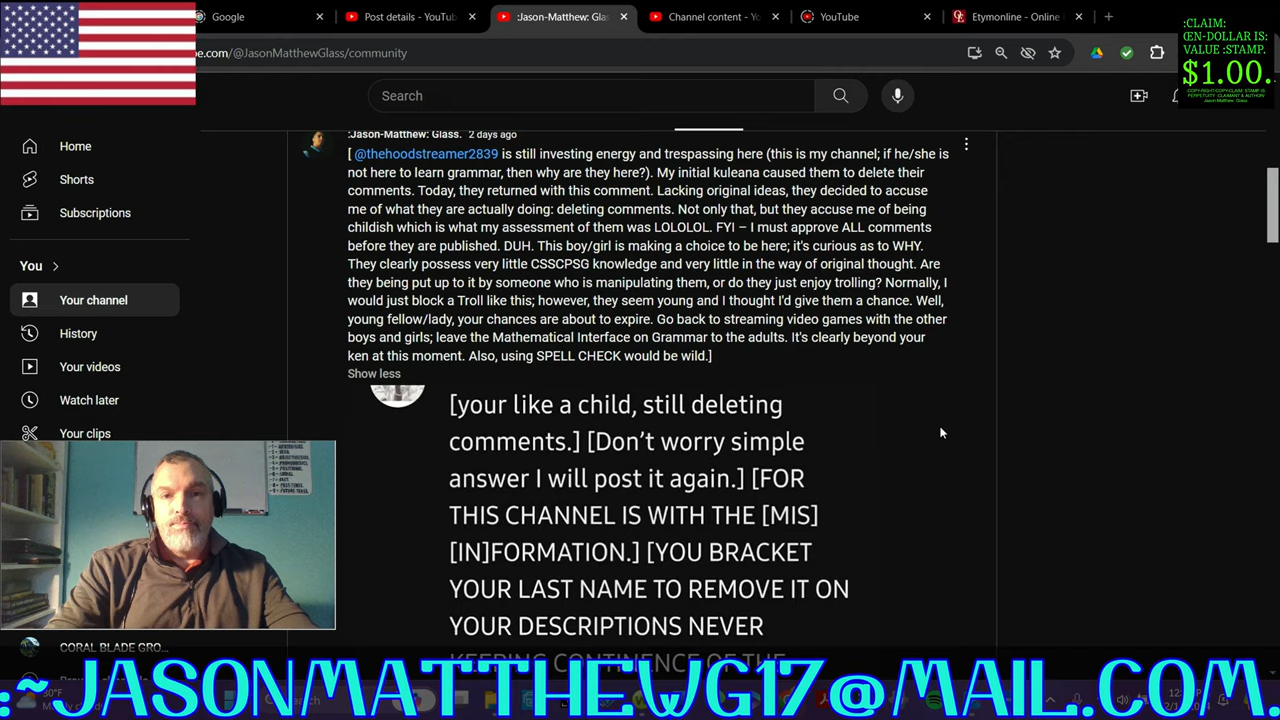 Google
Post details - YouTub
:Jason-Matthew: Glas
Channel content - Yo
YouTube
Etymonline - Online
:CLAIM:
VALUE :STAMP.
$1.00.
be.com/@JasonMatthewGlass/community
Search
Home
Shorts
Subscriptions
You
Your channel
History
Your videos
Watch later
Your clips
CORAL BLADE GRO...
:Jason-Matthew: Glass. 2 days ago
[ @thehoodstreamer2839 is still investing energy and trespassing here (this is my channel; if he/she is
not here to learn grammar, then why are they here?). My initial kuleana caused them to delete their
comments. Today, they returned with this comment. Lacking original ideas, they decided to accuse
me of what they are actually doing: deleting comments. Not only that, but they accuse me of being
childish which is what my assessment of them was LOLOLOL. FYI – I must approve ALL comments
before they are published. DUH. This boy/girl is making a choice to be here; it's curious as to WHY.
They clearly possess very little CSSCPSG knowledge and very little in the way of original thought. Are
they being put up to it by someone who is manipulating them, or do they just enjoy trolling? Normally, I
would just block a Troll like this; however, they seem young and I thought I'd give them a chance. Well,
young fellow/lady, your chances are about to expire. Go back to streaming video games with the other
boys and girls; leave the Mathematical Interface on Grammar to the adults. It's clearly beyond your
ken at this moment. Also, using SPELL CHECK would be wild.]
Show less
[your like a child, still deleting
comments.] [Don't worry simple
answer I will post it again.] [FOR
THIS CHANNEL IS WITH THE [MIS]
[IN]FORMATION.] [YOU BRACKET
YOUR LAST NAME TO REMOVE IT ON
YOUR DESCRIPTIONS NEVER
KEEPING CONTINENCE OF THE
30°F
:~JASONMATTHEWG17@MAIL.COM.